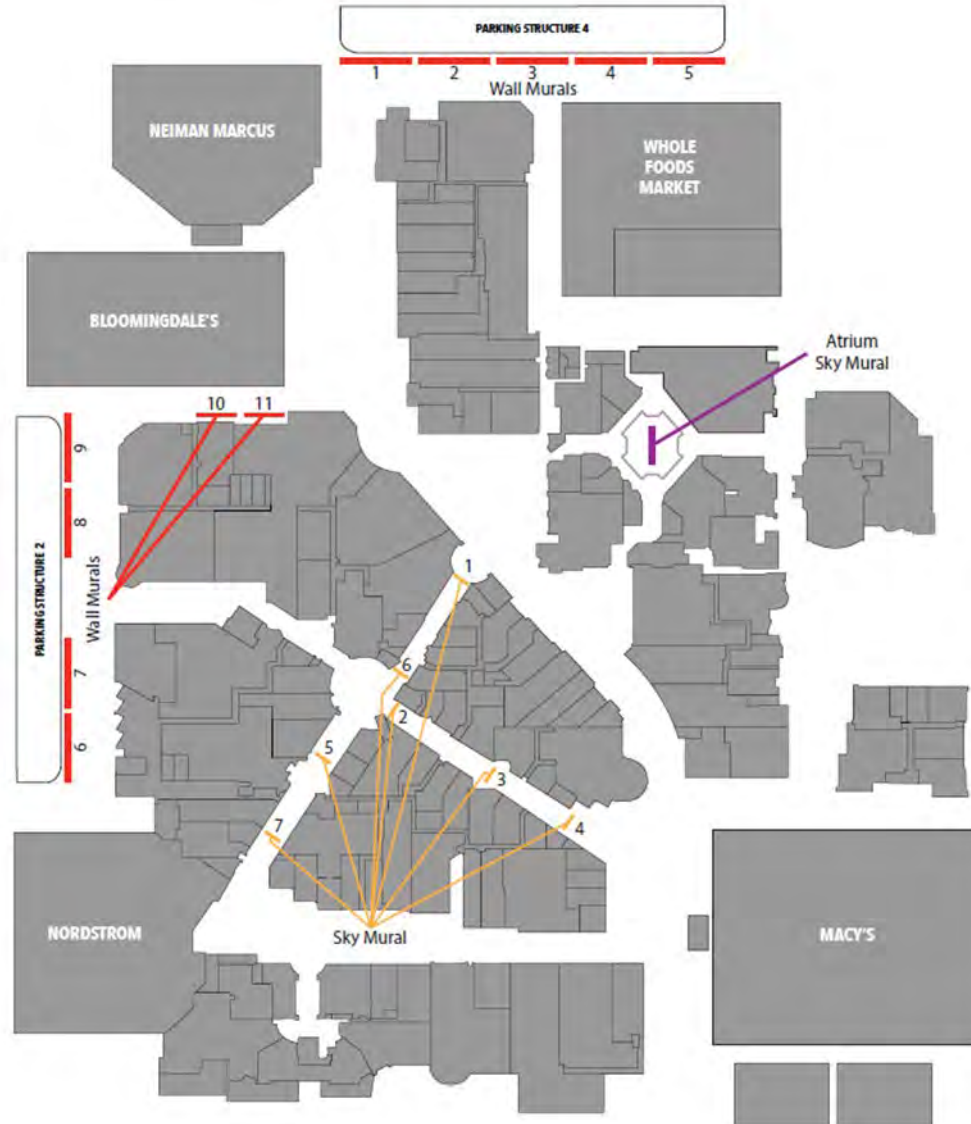 PARKING STRUCTURE 4
1 2 3 4 5
Wall Murals
NEIMAN MARCUS
WHOLE
FOODS
MARKET
BLOOMINGDALE'S
Atrium
Sky Mural
10 11
9
8
PARKING STRUCTURE 2
Wall Murals
7
6
1
6
2
5
3
4
7
Sky Mural
NORDSTROM
MACY'S